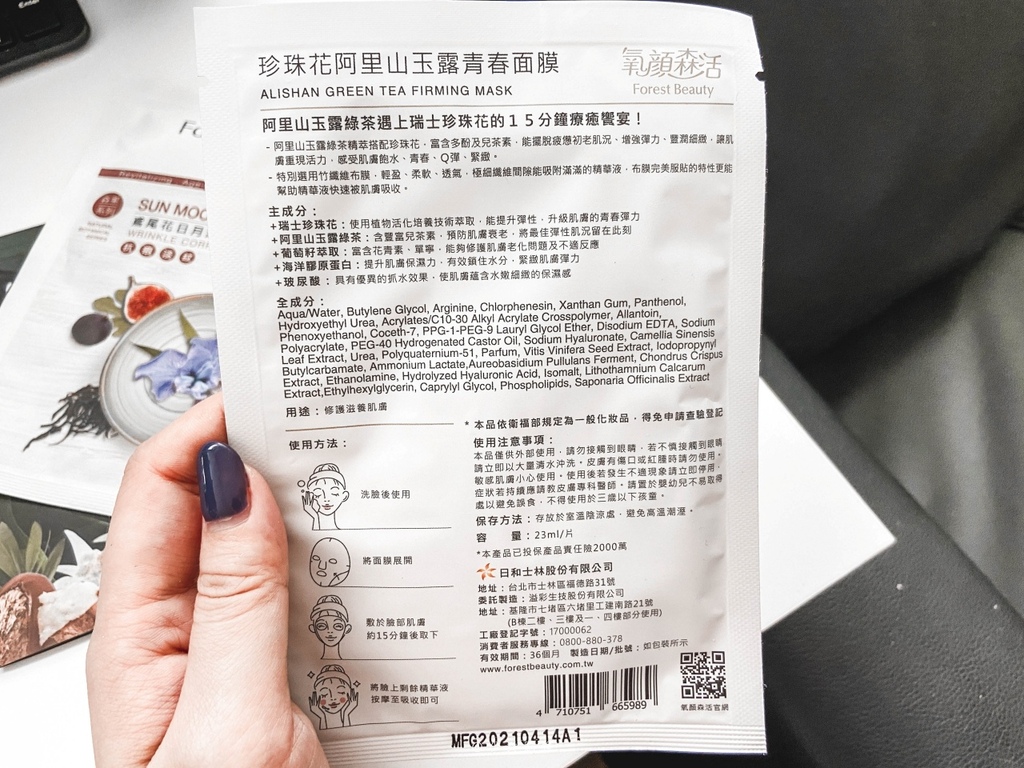 Enter
珍珠花阿里山玉露青春面膜
ALISHAN GREEN TEA FIRMING MASK
氧顏森活
Forest Beauty
阿里山玉露綠茶遇上瑞士珍珠花的15分鐘療癒饗宴！
- 阿里山玉露綠茶精萃搭配珍珠花，富含多酚及兒茶素，能擺脫疲憊初老肌況、增強彈力、豐潤細緻，讓肌
膚重現活力，感受肌膚飽水、青春、Q彈、緊緻。
- 特別選用竹纖維布膜，輕盈、柔軟、透氣，極細纖維間隙能吸附滿滿的精華液，布膜完美服貼的特性更能
幫助精華液快速被肌膚吸收。
主成分：
+瑞士珍珠花：使用植物活化培養技術萃取，能提升彈性，升級肌膚的青春彈力
+阿里山玉露綠茶：含豐富兒茶素，預防肌膚衰老，將最佳彈性肌況留在此刻
+葡萄籽萃取：富含花青素、單寧，能夠修護肌膚老化問題及不適反應
+海洋膠原蛋白：提升肌膚保濕力，有效鎖住水分，緊緻肌膚彈力
+玻尿酸：具有優異的抓水效果，使肌膚蘊含水嫩細緻的保濕感
全成分：
Aqua/Water, Butylene Glycol, Arginine, Chlorphenesin, Xanthan Gum, Panthenol,
Hydroxyethyl Urea, Acrylates/C10-30 Alkyl Acrylate Crosspolymer, Allantoin,
Phenoxyethanol, Coceth-7, PPG-1-PEG-9 Lauryl Glycol Ether, Disodium EDTA, Sodium
Polyacrylate, PEG-40 Hydrogenated Castor Oil, Sodium Hyaluronate, Camellia Sinensis
Leaf Extract, Urea, Polyquaternium-51, Parfum, Vitis Vinifera Seed Extract, Iodopropynyl
Butylcarbamate, Ammonium Lactate,Aureobasidium Pullulans Ferment, Chondrus Crispus
Extract, Ethanolamine, Hydrolyzed Hyaluronic Acid, Isomalt, Lithothamnium Calcarum
Extract,Ethylhexylglycerin, Caprylyl Glycol, Phospholipids, Saponaria Officinalis Extract
用途：修護滋養肌膚
使用方法：
洗臉後使用
將面膜展開
敷於臉部肌膚
約15分鐘後取下
將臉上剩餘精華液
按摩至吸收即可
* 本品依衛福部規定為一般化妝品，得免申請查驗登記
使用注意事項：
本品僅供外部使用，請勿接觸到眼睛，若不慎接觸到眼睛
請立即以大量清水沖洗。皮膚有傷口或紅腫時請勿使用。
敏感肌膚小心使用。使用後若發生不適現象請立即停用，
症狀若持續應請教皮膚專科醫師。請置於嬰幼兒不易取得
處以避免誤食，不得使用於三歲以下孩童。
保存方法：存放於室溫陰涼處，避免高溫潮溼。
容　量：23ml/片
*本產品已投保產品責任險2000萬
日和士林股份有限公司
地址：台北市士林區福德路31號
委託製造：溢彩生技股份有限公司
地址：基隆市七堵區六堵里工建南路21號
(B棟二樓、三樓及一、四樓部分使用)
工廠登記字號：17000062
消費者服務專線：0800-880-378
有效期間：36個月　製造日期/批號：如包裝所示
www.forestbeauty.com.tw
4 710751 665989
氧顏森活官網
MFG20210414A1
Revitalizing
SUN MOO
鳶尾花日月
WRINKLE CORR